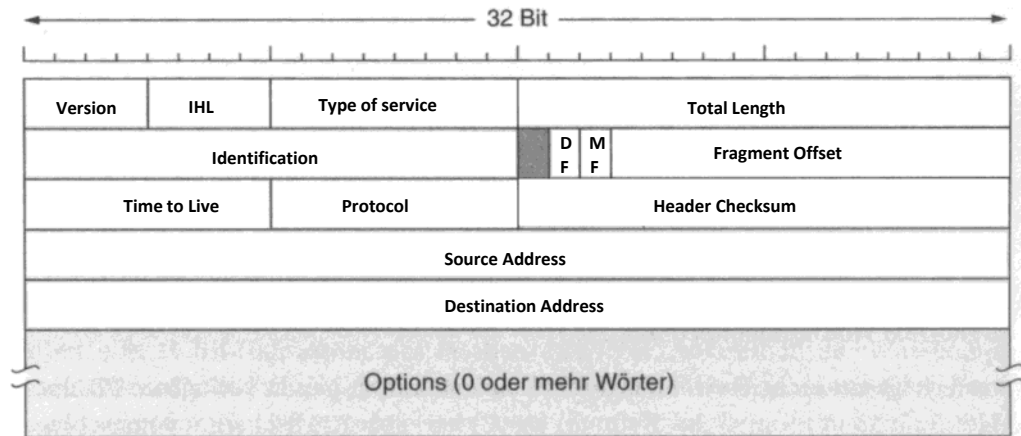 32 Bit
Version IHL Type of service Total Length
Identification D M Fragment Offset
F F
Time to Live Protocol Header Checksum
Source Address
Destination Address
Options (0 oder mehr Wörter)